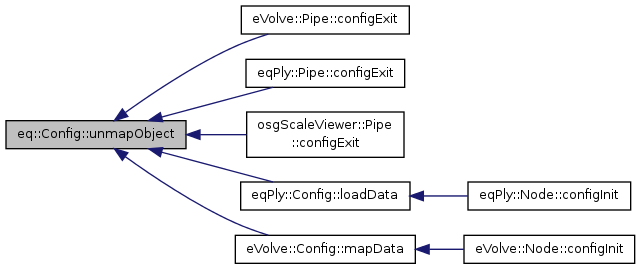 eVolve::Pipe::configExit
eqPly::Pipe::configExit
osgScaleViewer::Pipe
::configExit
eq::Config::unmapObject
eqPly::Config::loadData
eqPly::Node::configInit
eVolve::Config::mapData
eVolve::Node::configInit